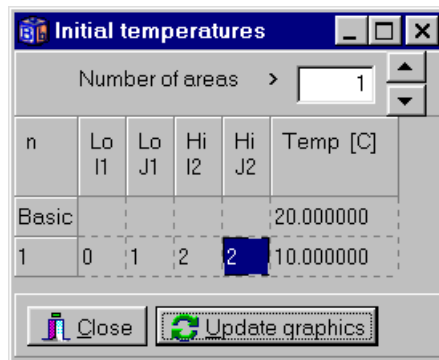 Initial temperatures
Number of areas > 1
n Lo I1 Lo J1 Hi I2 Hi J2 Temp [C]
Basic 20.000000
1 0 1 2 2 10.000000
Close Update graphics